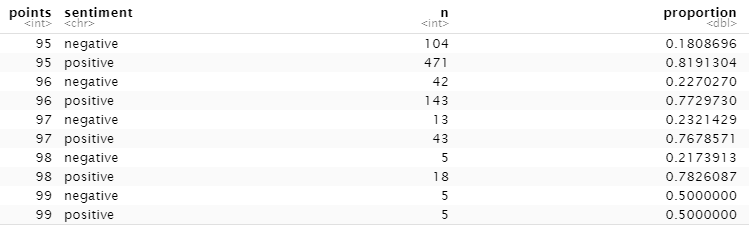 points sentiment n proportion
<int> <chr> <int> <dbl>
95 negative 104 0.1808696
95 positive 471 0.8191304
96 negative 42 0.2270270
96 positive 143 0.7729730
97 negative 13 0.2321429
97 positive 43 0.7678571
98 negative 5 0.2173913
98 positive 18 0.7826087
99 negative 5 0.5000000
99 positive 5 0.5000000